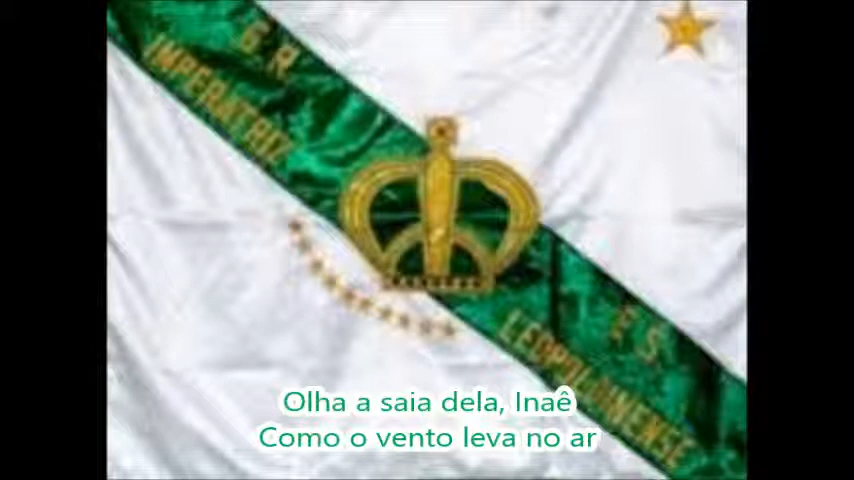 G.R.
IMPERATRIZ
E.S.
LEOPOLDINENSE
Olha a saia dela, Inaê
Como o vento leva no ar